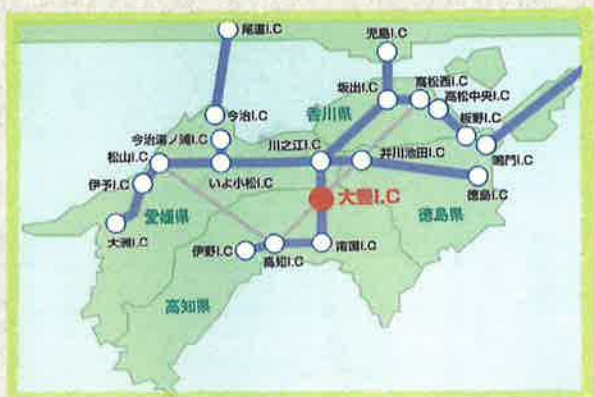 尾道I.C
児島I.C
坂出I.C
高松西I.C
高松中央I.C
香川県
板野I.C
鳴門I.C
今治I.C
今治湯ノ浦I.C
松山I.C
川之江I.C
井川池田I.C
伊予I.C
いよ小松I.C
徳島I.C
大豊I.C
愛媛県
徳島県
大洲I.C
伊野I.C
高知I.C
南国I.C
高知県